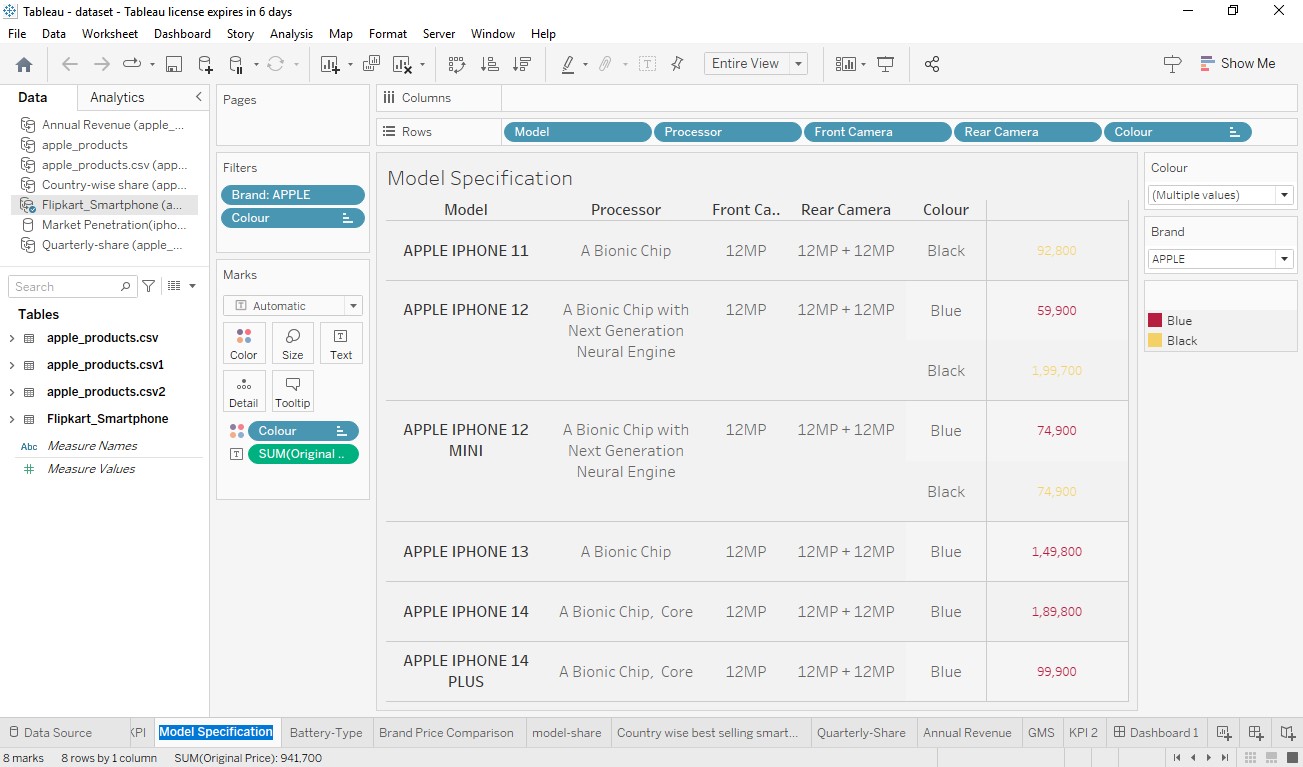 Tableau - dataset - Tableau license expires in 6 days
File Data Worksheet Dashboard Story Analysis Map Format Server Window Help
Entire View
Show Me
Data Analytics
Annual Revenue (apple_...
apple_products
apple_products.csv (app...
Country-wise share (app...
Flipkart_Smartphone (a...
Market Penetration(ipho...
Quarterly-share (apple_...
Search
Tables
apple_products.csv
apple_products.csv1
apple_products.csv2
Flipkart_Smartphone
Abc Measure Names
# Measure Values
Pages
Filters
Brand: APPLE
Colour
Marks
Automatic
Color Size Text
Detail Tooltip
Colour
SUM(Original ..
Columns
Rows Model Processor Front Camera Rear Camera Colour
Model Specification
Model Processor Front Ca.. Rear Camera Colour
APPLE IPHONE 11 A Bionic Chip 12MP 12MP + 12MP Black 92,800
APPLE IPHONE 12 A Bionic Chip with 12MP 12MP + 12MP Blue 59,900
Next Generation
Neural Engine
Black 1,99,700
APPLE IPHONE 12 A Bionic Chip with 12MP 12MP + 12MP Blue 74,900
MINI Next Generation
Neural Engine
Black 74,900
APPLE IPHONE 13 A Bionic Chip 12MP 12MP + 12MP Blue 1,49,800
APPLE IPHONE 14 A Bionic Chip, Core 12MP 12MP + 12MP Blue 1,89,800
APPLE IPHONE 14 A Bionic Chip, Core 12MP 12MP + 12MP Blue 99,900
PLUS
Colour
(Multiple values)
Brand
APPLE
Blue
Black
Data Source KPI Model Specification Battery-Type Brand Price Comparison model-share Country wise best selling smart... Quarterly-Share Annual Revenue GMS KPI 2 Dashboard 1
8 marks 8 rows by 1 column SUM(Original Price): 941,700